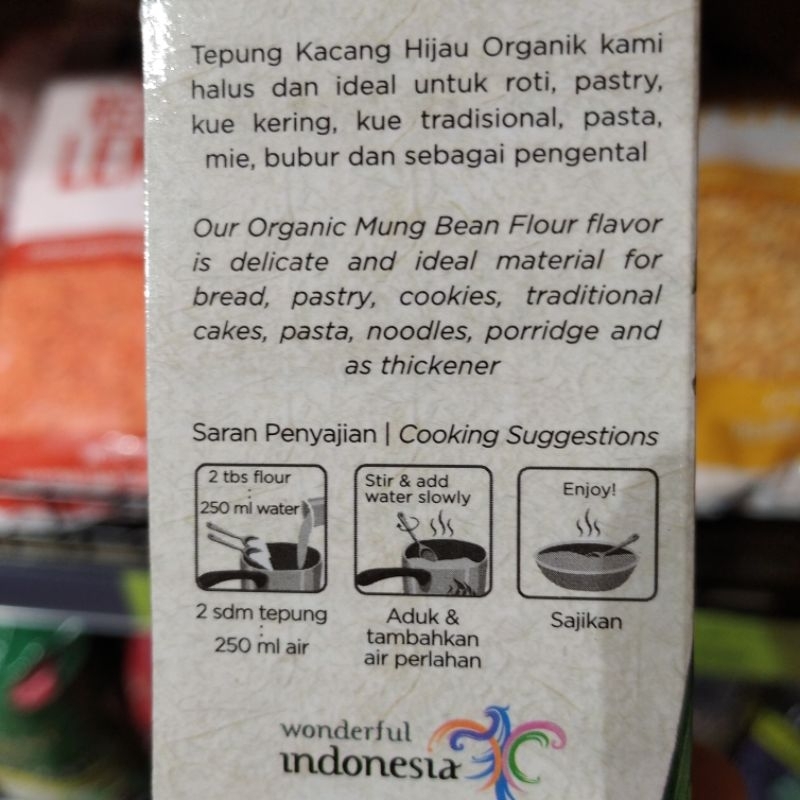 Tepung Kacang Hijau Organik kami
halus dan ideal untuk roti, pastry,
kue kering, kue tradisional, pasta,
mie, bubur dan sebagai pengental
Our Organic Mung Bean Flour flavor
is delicate and ideal material for
bread, pastry, cookies, traditional
cakes, pasta, noodles, porridge and
as thickener
Saran Penyajian | Cooking Suggestions
2 tbs flour
:
250 ml water
2 sdm tepung
:
250 ml air
Stir & add
water slowly
Aduk &
tambahkan
air perlahan
Enjoy!
Sajikan
wonderful
indonesia